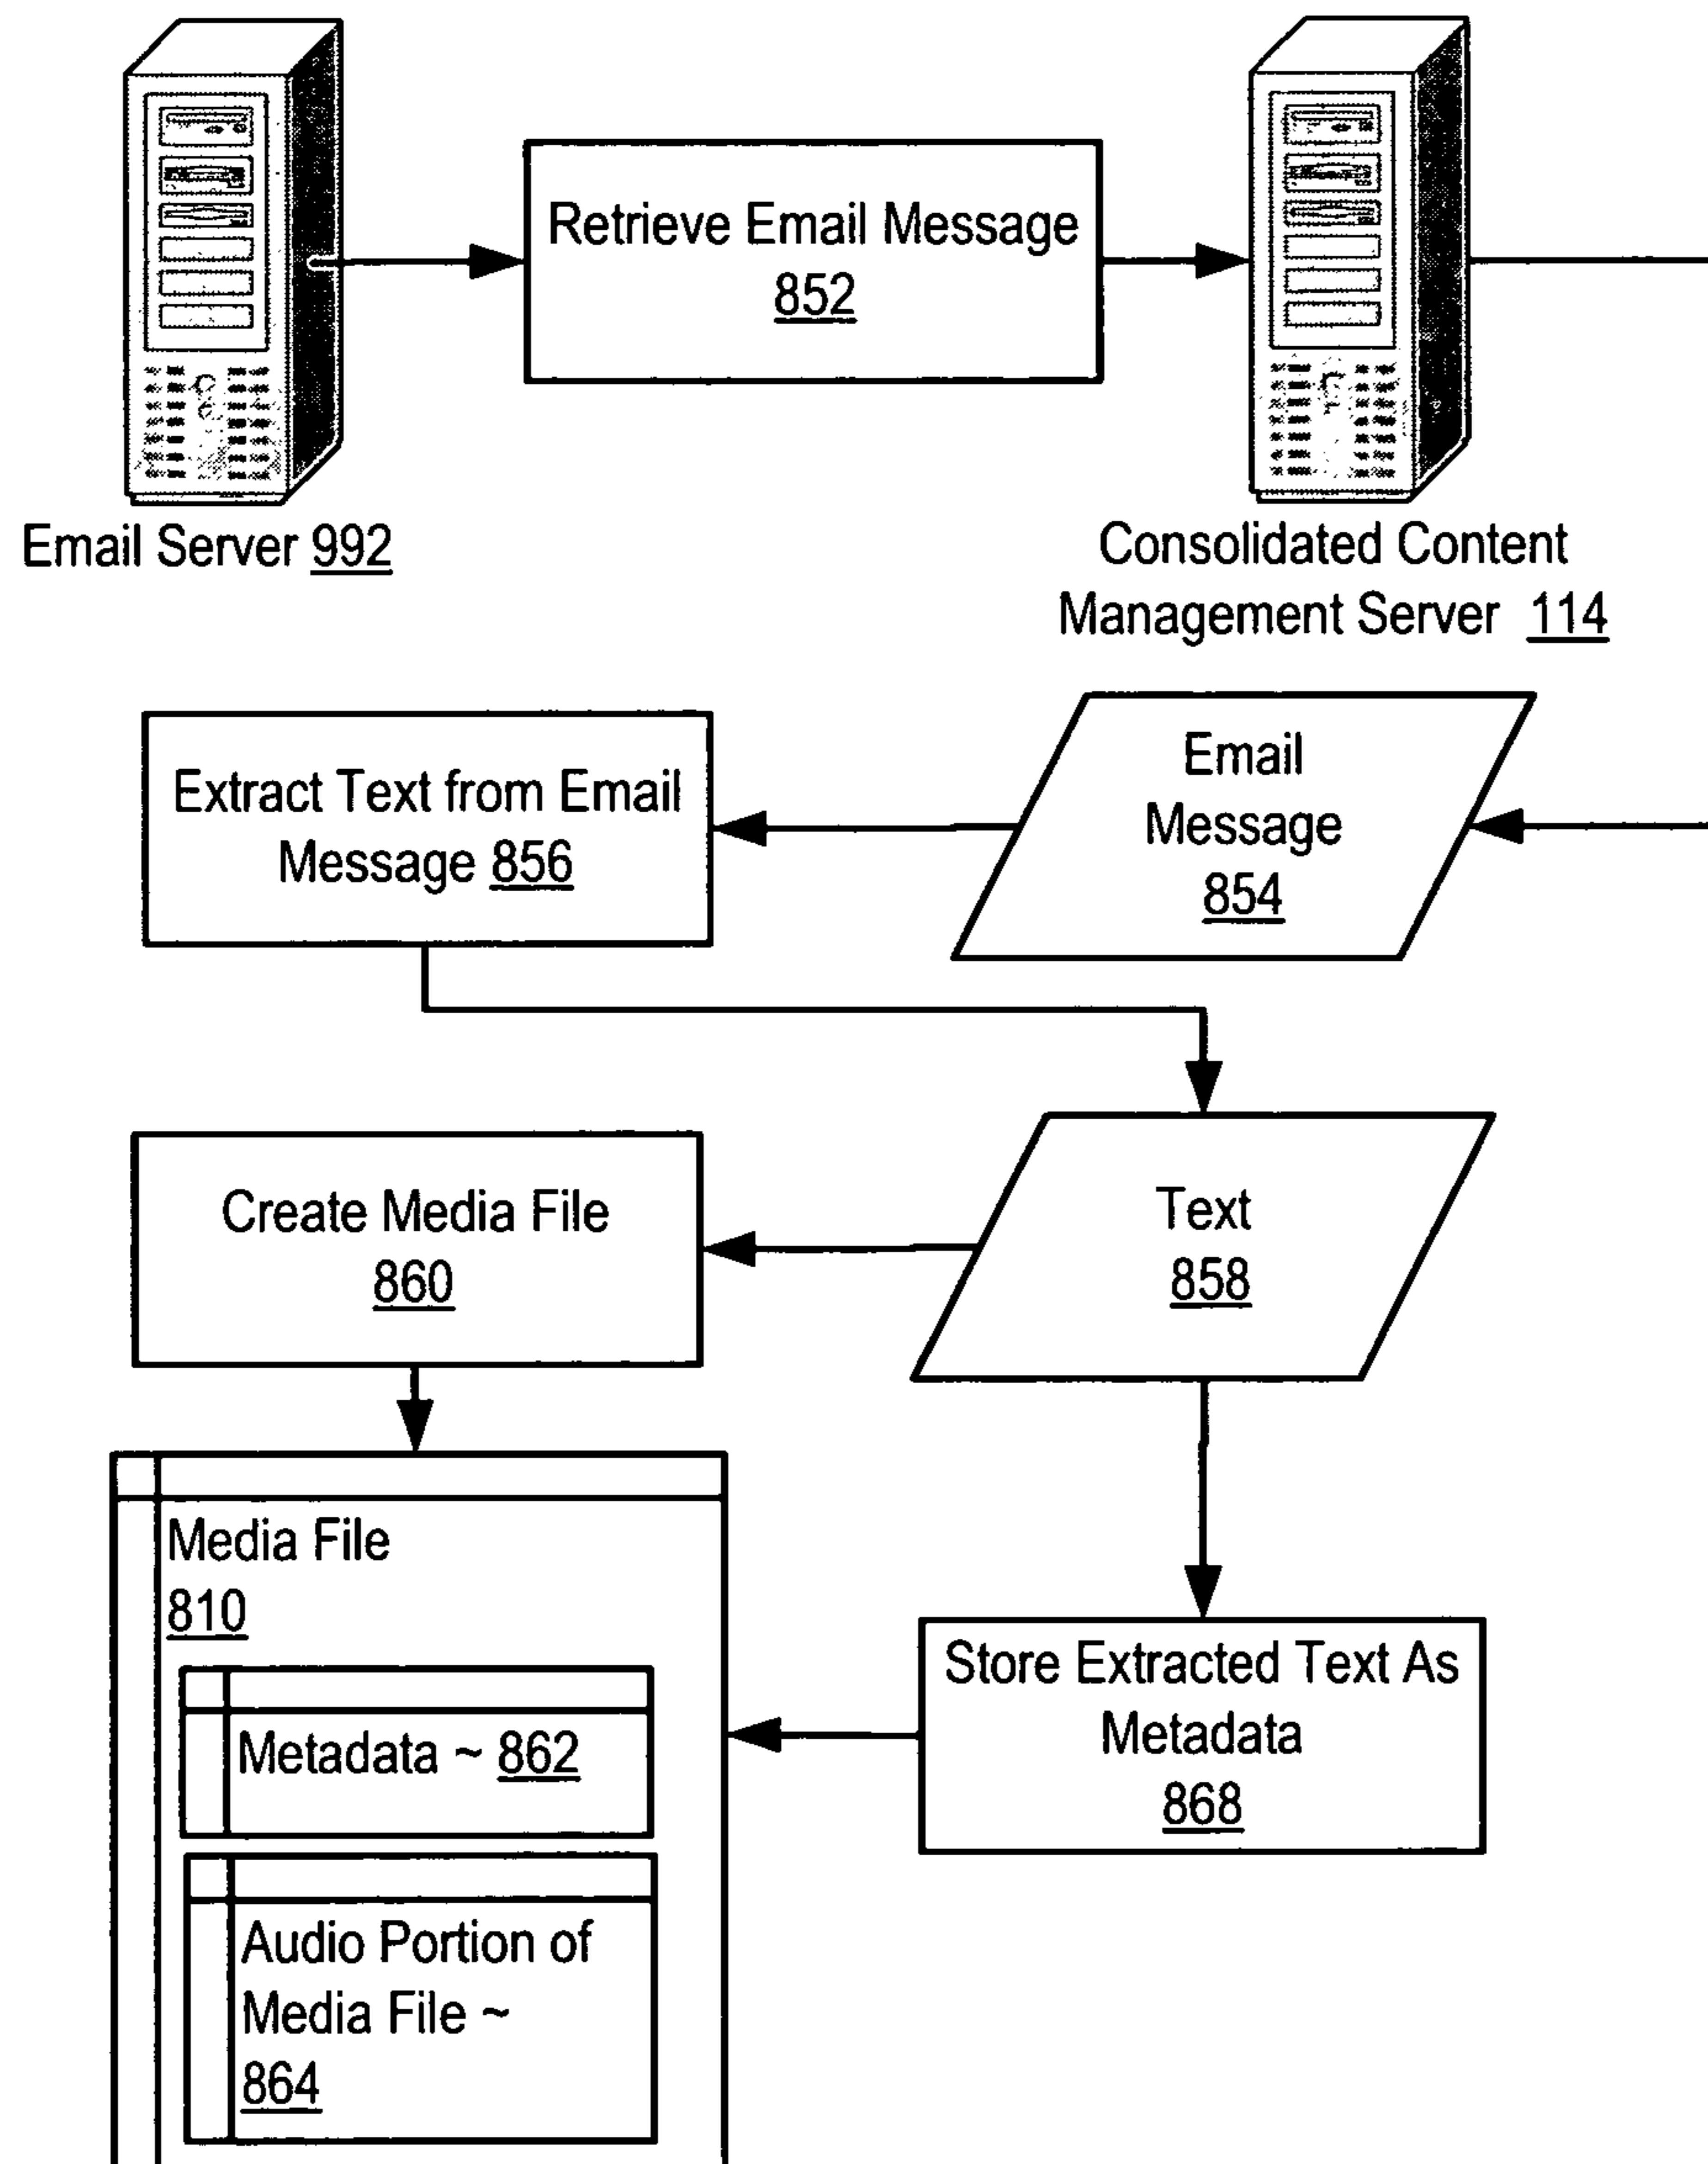 Retrieve Email Message
852
Email Server 992
Consolidated Content
Management Server 114
Email
Message
854
Extract Text from Email
Message 856
Text
858
Create Media File
860
Media File
810
Metadata ~ 862
Audio Portion of
Media File ~
864
Store Extracted Text As
Metadata
868